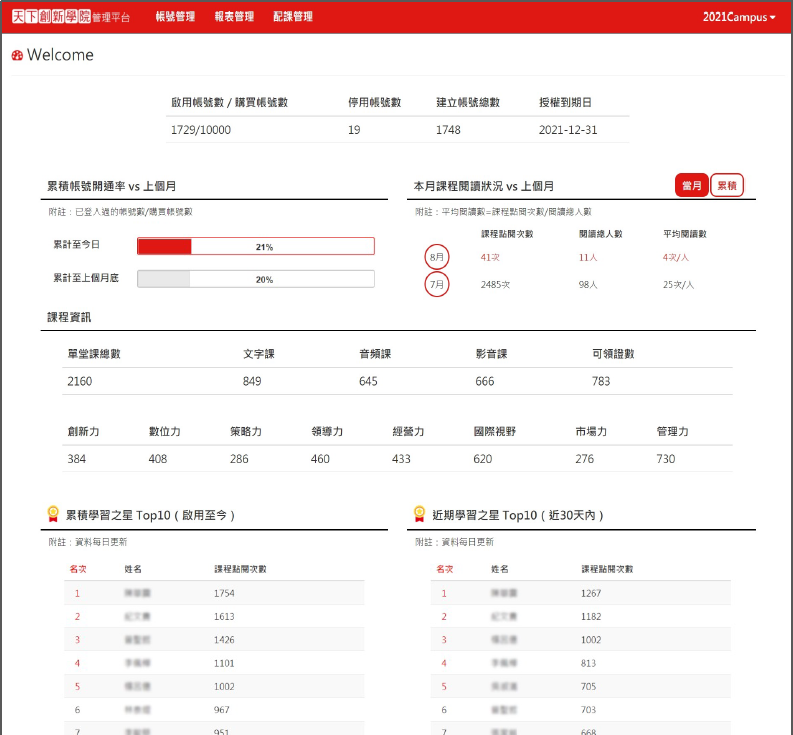 天下創新學院管理平台 帳號管理 報表管理 配課管理 2021Campus
Welcome
啟用帳號數 / 購買帳號數 停用帳號數 建立帳號總數 授權到期日
1729/10000 19 1748 2021-12-31
累積帳號開通率 vs 上個月
附註：已登入過的帳號數/購買帳號數
累計至今日 21%
累計至上個月底 20%
本月課程閱讀狀況 vs 上個月 當月 累積
附註：平均閱讀數=課程點閱次數/閱讀總人數
課程點閱次數 閱讀總人數 平均閱讀數
8月 41次 11人 4次/人
7月 2485次 98人 25次/人
課程資訊
單堂課總數 文字課 音頻課 影音課 可領證數
2160 849 645 666 783
創新力 數位力 策略力 領導力 經營力 國際視野 市場力 管理力
384 408 286 460 433 620 276 730
累積學習之星 Top10（啟用至今）
附註：資料每日更新
名次 姓名 課程點閱次數
1 1754
2 1613
3 1426
4 1101
5 1002
6 967
7 951
近期學習之星 Top10（近30天內）
附註：資料每日更新
名次 姓名 課程點閱次數
1 1267
2 1182
3 1002
4 813
5 705
6 703
7 668